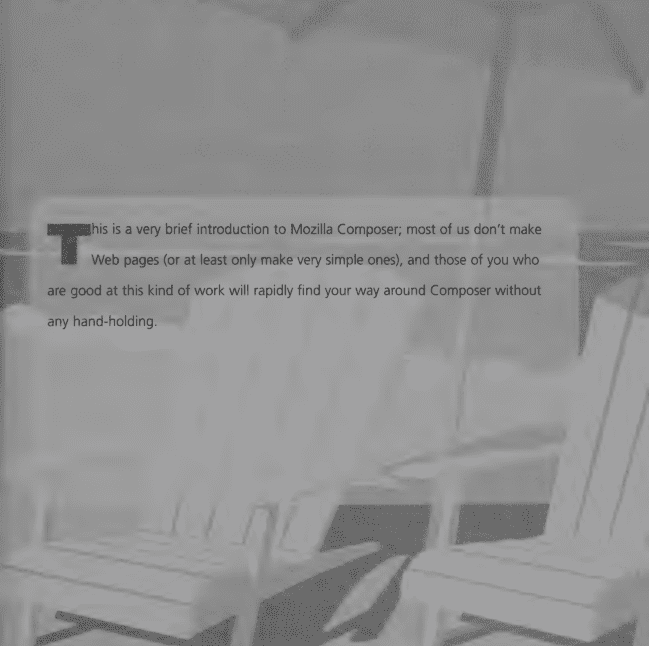 This is a very brief introduction to Mozilla Composer; most of us don't make
Web pages (or at least only make very simple ones), and those of you who
are good at this kind of work will rapidly find your way around Composer without
any hand-holding.